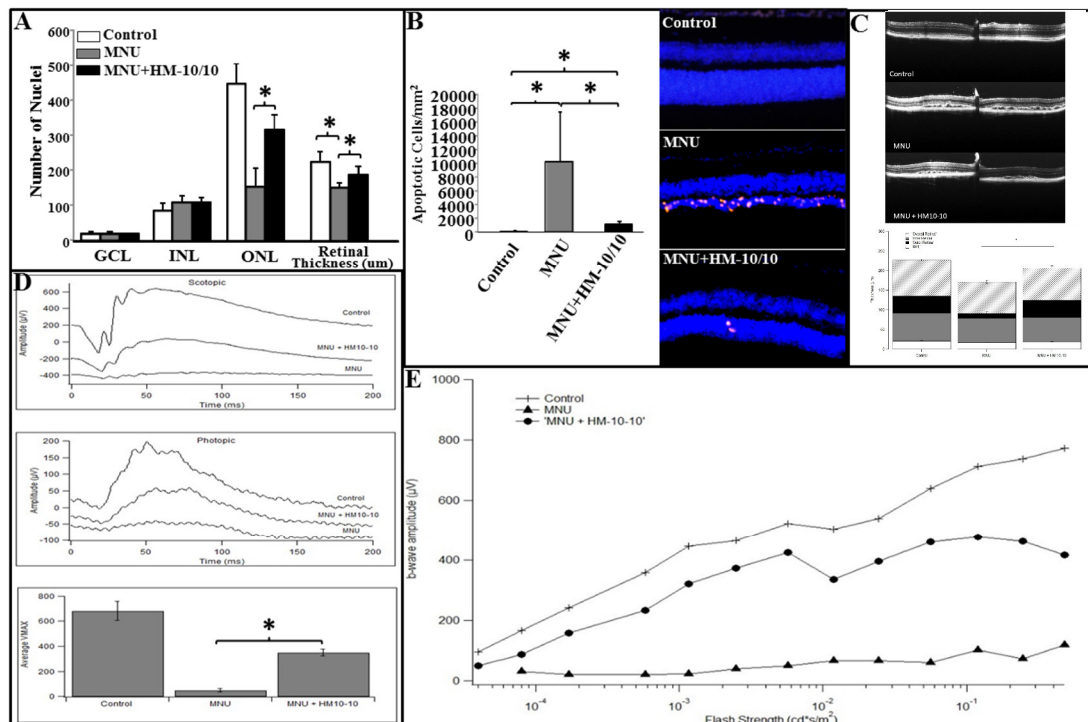 A
600
500
400
300
200
100
0
Number of Nuclei
Control
MNU
MNU+HM-10/10
*
*
*
GCL
INL
ONL
Retinal
Thickness (um)
B
20000
18000
16000
14000
12000
10000
8000
6000
4000
2000
0
Apoptotic Cells/mm²
*
*
*
Control
MNU
MNU+HM-10/10
Control
MNU
MNU+HM-10/10
C
Control
MNU
MNU + HM10-10
Control
MNU
MNU + HM 10-10
D
Scotopic
600
400
200
0
-200
-400
Amplitude (μV)
Control
MNU + HM10-10
MNU
0
50
100
150
200
Time (ms)
Photopic
200
150
100
50
0
-50
-100
Amplitude (μV)
Control
MNU + HM10-10
MNU
0
50
100
150
200
Time (ms)
800
600
400
200
0
Average VMAX
*
Control
MNU
MNU + HM10-10
E
1000
800
600
400
200
0
b-wave amplitude (μV)
Control
MNU
'MNU + HM-10-10'
10⁻⁴
10⁻³
10⁻²
10⁻¹
Flash Strength (cd*s/m²)